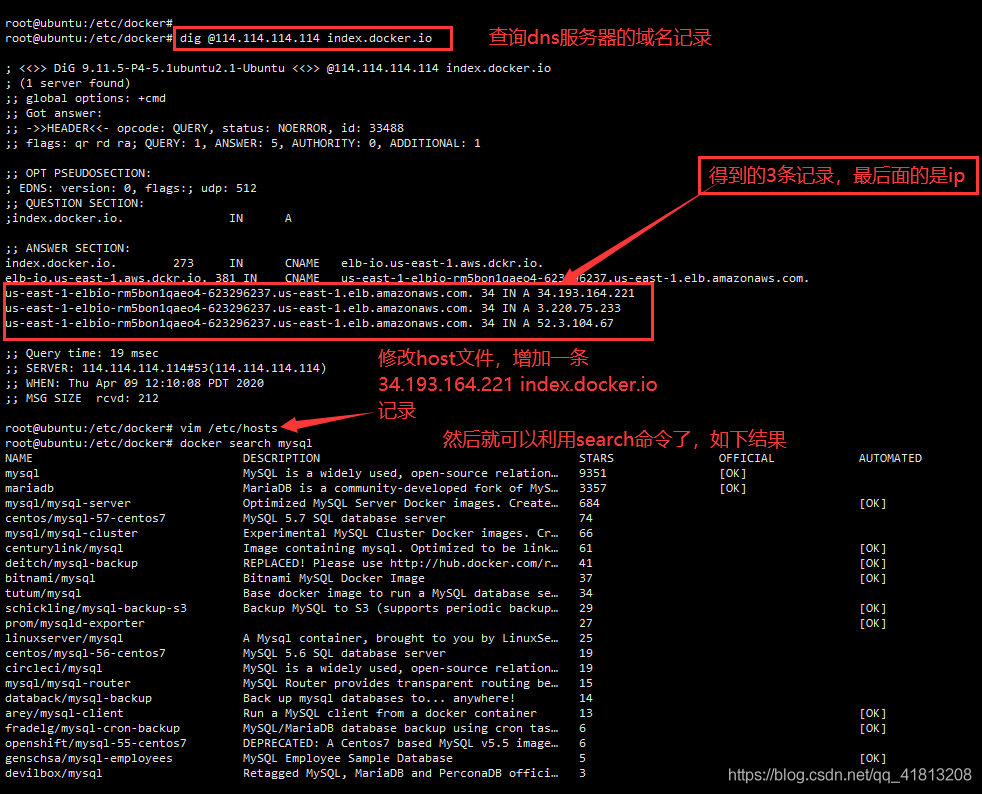 root@ubuntu:/etc/docker#
root@ubuntu:/etc/docker# dig @114.114.114.114 index.docker.io
查询dns服务器的域名记录
; <<>> DiG 9.11.5-P4-5.1ubuntu2.1-Ubuntu <<>> @114.114.114.114 index.docker.io
; (1 server found)
;; global options: +cmd
;; Got answer:
;; ->>HEADER<<- opcode: QUERY, status: NOERROR, id: 33488
;; flags: qr rd ra; QUERY: 1, ANSWER: 5, AUTHORITY: 0, ADDITIONAL: 1
;; OPT PSEUDOSECTION:
; EDNS: version: 0, flags:; udp: 512
;; QUESTION SECTION:
;index.docker.io. IN A
得到的3条记录，最后面的是ip
;; ANSWER SECTION:
index.docker.io. 273 IN CNAME elb-io.us-east-1.aws.dckr.io.
elb-io.us-east-1.aws.dckr.io. 381 IN CNAME us-east-1-elbio-rm5bon1qaeo4-623296237.us-east-1.elb.amazonaws.com.
us-east-1-elbio-rm5bon1qaeo4-623296237.us-east-1.elb.amazonaws.com. 34 IN A 34.193.164.221
us-east-1-elbio-rm5bon1qaeo4-623296237.us-east-1.elb.amazonaws.com. 34 IN A 3.220.75.233
us-east-1-elbio-rm5bon1qaeo4-623296237.us-east-1.elb.amazonaws.com. 34 IN A 52.3.104.67
;; Query time: 19 msec
;; SERVER: 114.114.114.114#53(114.114.114.114)
;; WHEN: Thu Apr 09 12:10:08 PDT 2020
;; MSG SIZE rcvd: 212
修改host文件，增加一条
34.193.164.221 index.docker.io
记录
root@ubuntu:/etc/docker# vim /etc/hosts
root@ubuntu:/etc/docker# docker search mysql
然后就可以利用search命令了，如下结果
NAME DESCRIPTION STARS OFFICIAL AUTOMATED
mysql MySQL is a widely used, open-source relation… 9351 [OK]
mariadb MariaDB is a community-developed fork of MyS… 3357 [OK]
mysql/mysql-server Optimized MySQL Server Docker images. Create… 684 [OK]
centos/mysql-57-centos7 MySQL 5.7 SQL database server 74
mysql/mysql-cluster Experimental MySQL Cluster Docker images. Cr… 66
centurylink/mysql Image containing mysql. Optimized to be link… 61 [OK]
deitch/mysql-backup REPLACED! Please use http://hub.docker.com/r… 41 [OK]
bitnami/mysql Bitnami MySQL Docker Image 37 [OK]
tutum/mysql Base docker image to run a MySQL database se… 34
schickling/mysql-backup-s3 Backup MySQL to S3 (supports periodic backup… 29 [OK]
prom/mysqld-exporter 27 [OK]
linuxserver/mysql A Mysql container, brought to you by LinuxSe… 25
centos/mysql-56-centos7 MySQL 5.6 SQL database server 19
circleci/mysql MySQL is a widely used, open-source relation… 19
mysql/mysql-router MySQL Router provides transparent routing be… 15
databack/mysql-backup Back up mysql databases to... anywhere! 14
arey/mysql-client Run a MySQL client from a docker container 13 [OK]
fradelg/mysql-cron-backup MySQL/MariaDB database backup using cron tas… 6 [OK]
openshift/mysql-55-centos7 DEPRECATED: A Centos7 based MySQL v5.5 image… 6
genschsa/mysql-employees MySQL Employee Sample Database 5 [OK]
devilbox/mysql Retagged MySQL, MariaDB and PerconaDB offici… 3
https://blog.csdn.net/qq_41813208